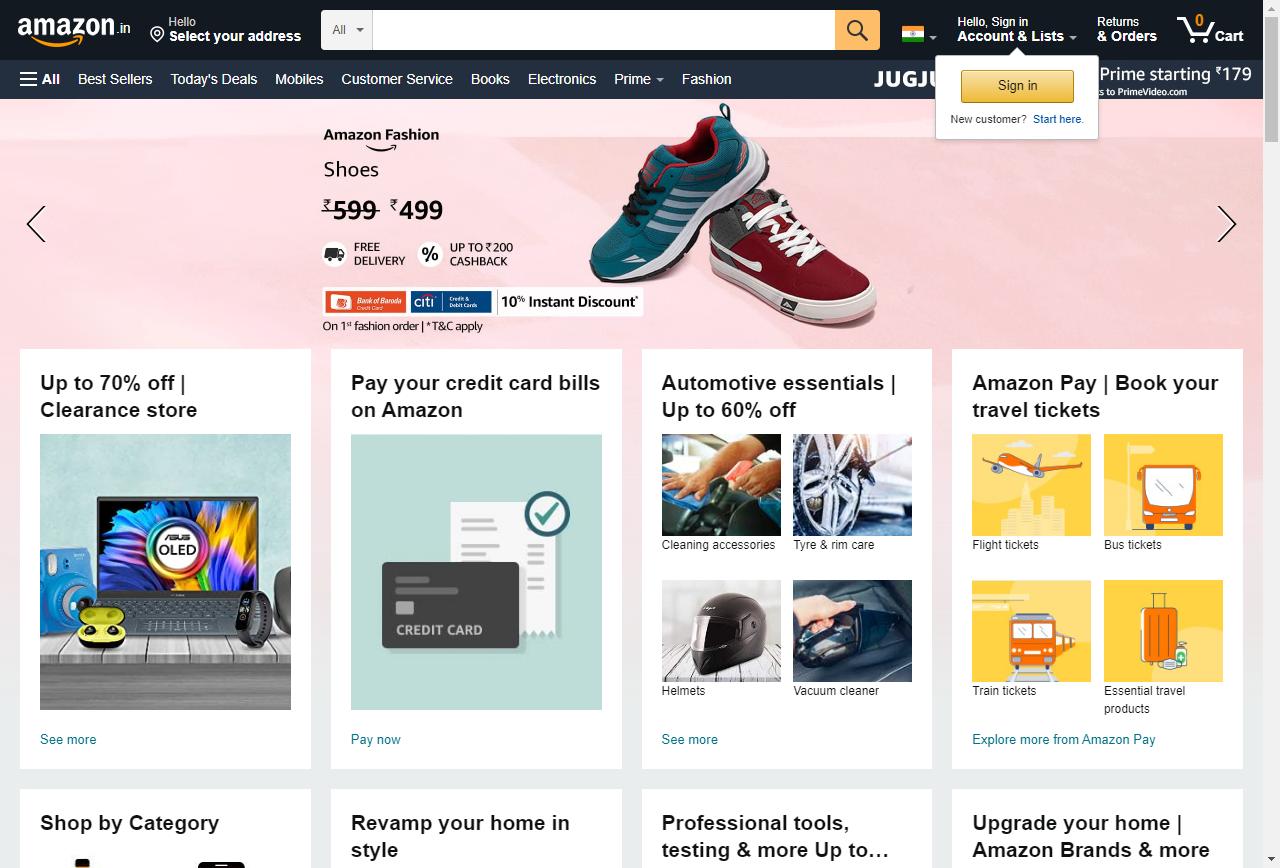 amazon.in
Hello
Select your address
All
Hello, Sign in
Account & Lists
Returns
& Orders
0
Cart
All
Best Sellers
Today's Deals
Mobiles
Customer Service
Books
Electronics
Prime
Fashion
Prime starting ₹179
to PrimeVideo.com
Sign in
New customer? Start here.
Amazon Fashion
Shoes
₹599 ₹499
FREE
DELIVERY
% UP TO ₹200
CASHBACK
Bank of Baroda
Credit Card
citi
Credit &
Debit Cards
10% Instant Discount*
On 1st fashion order | *T&C apply
Up to 70% off |
Clearance store
ASUS
OLED
See more
Pay your credit card bills
on Amazon
CREDIT CARD
Pay now
Automotive essentials |
Up to 60% off
Cleaning accessories
Tyre & rim care
Helmets
Vacuum cleaner
See more
Amazon Pay | Book your
travel tickets
Flight tickets
Bus tickets
Train tickets
Essential travel
products
Explore more from Amazon Pay
Shop by Category
Revamp your home in
style
Professional tools,
testing & more Up to…
Upgrade your home |
Amazon Brands & more